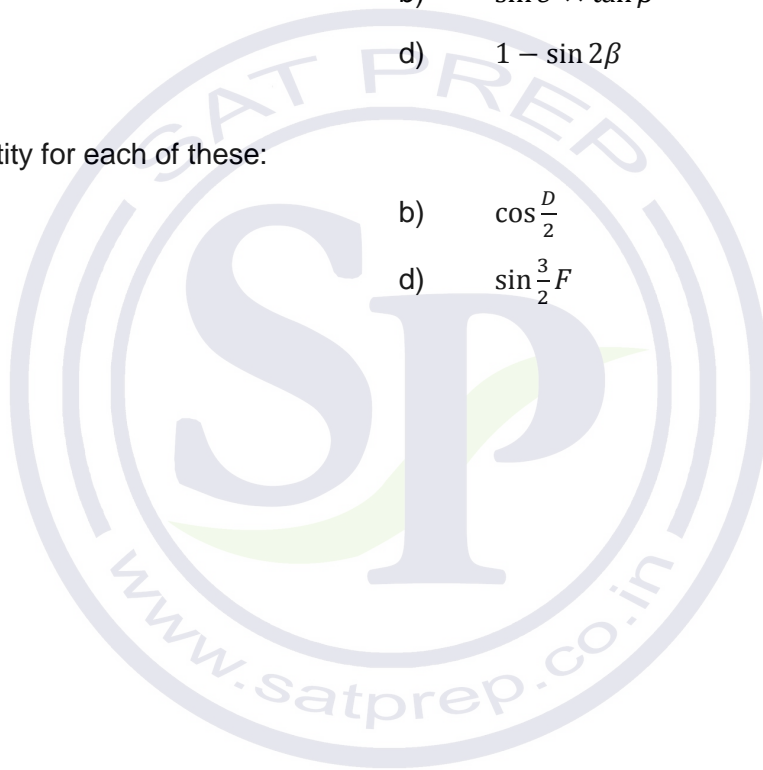 b)
d) 1 − sin 2β
tity for each of these:
b) cos D/2
d) sin 3/2 F
SAT PREP
SP
www.satprep.co.in